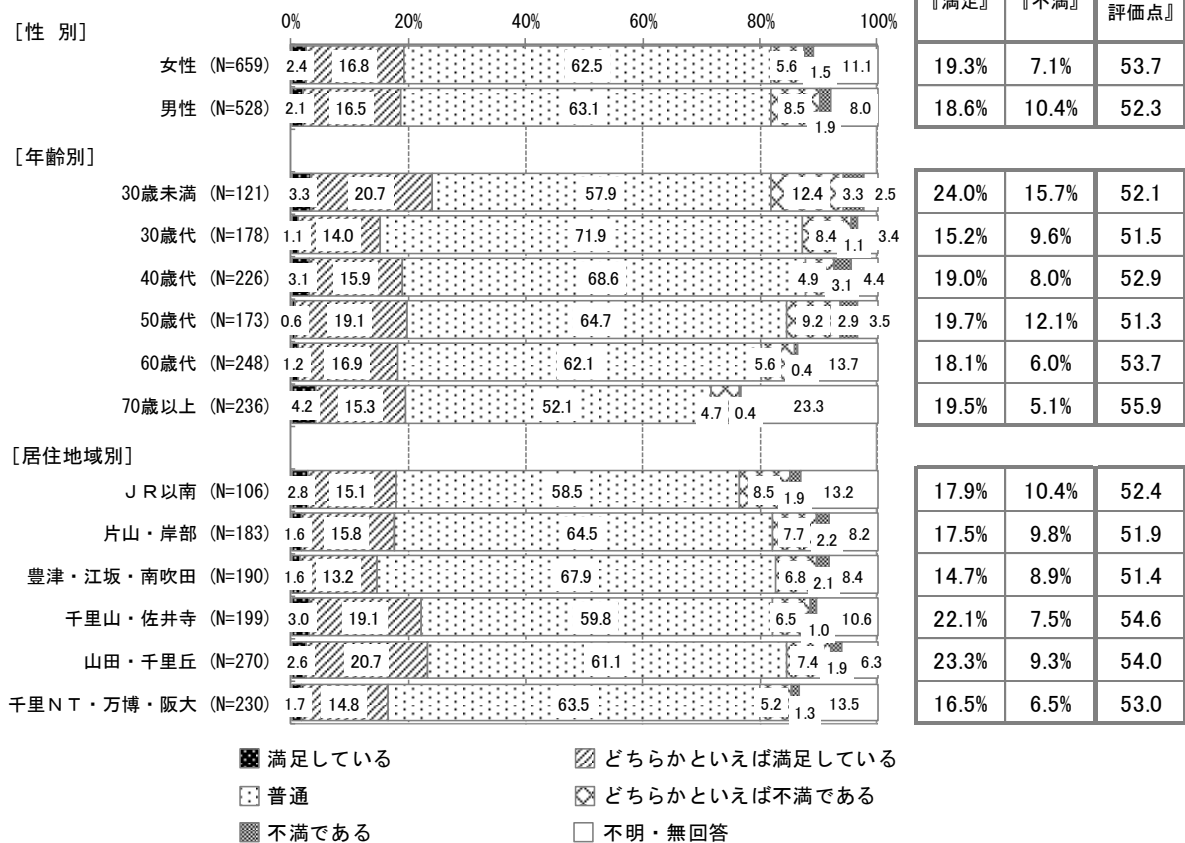 『満足』 『不満』 評価点』
0% 20% 40% 60% 80% 100%
[性 別]
女性 (N=659) 2.4 16.8 62.5 5.6 1.5 11.1 19.3% 7.1% 53.7
男性 (N=528) 2.1 16.5 63.1 8.5 1.9 8.0 18.6% 10.4% 52.3
[年齢別]
30歳未満 (N=121) 3.3 20.7 57.9 12.4 3.3 2.5 24.0% 15.7% 52.1
30歳代 (N=178) 1.1 14.0 71.9 8.4 1.1 3.4 15.2% 9.6% 51.5
40歳代 (N=226) 3.1 15.9 68.6 4.9 3.1 4.4 19.0% 8.0% 52.9
50歳代 (N=173) 0.6 19.1 64.7 9.2 2.9 3.5 19.7% 12.1% 51.3
60歳代 (N=248) 1.2 16.9 62.1 5.6 0.4 13.7 18.1% 6.0% 53.7
70歳以上 (N=236) 4.2 15.3 52.1 4.7 0.4 23.3 19.5% 5.1% 55.9
[居住地域別]
ＪＲ以南 (N=106) 2.8 15.1 58.5 8.5 1.9 13.2 17.9% 10.4% 52.4
片山・岸部 (N=183) 1.6 15.8 64.5 7.7 2.2 8.2 17.5% 9.8% 51.9
豊津・江坂・南吹田 (N=190) 1.6 13.2 67.9 6.8 2.1 8.4 14.7% 8.9% 51.4
千里山・佐井寺 (N=199) 3.0 19.1 59.8 6.5 1.0 10.6 22.1% 7.5% 54.6
山田・千里丘 (N=270) 2.6 20.7 61.1 7.4 1.9 6.3 23.3% 9.3% 54.0
千里ＮＴ・万博・阪大 (N=230) 1.7 14.8 63.5 5.2 1.3 13.5 16.5% 6.5% 53.0
満足している どちらかといえば満足している
普通 どちらかといえば不満である
不満である 不明・無回答